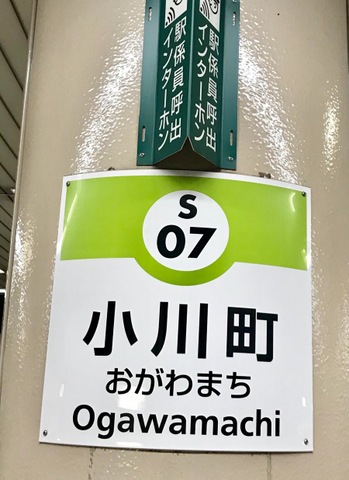 駅係員呼出
インターホン
駅係員呼出
インターホン
S
07
小川町
おがわまち
Ogawamachi